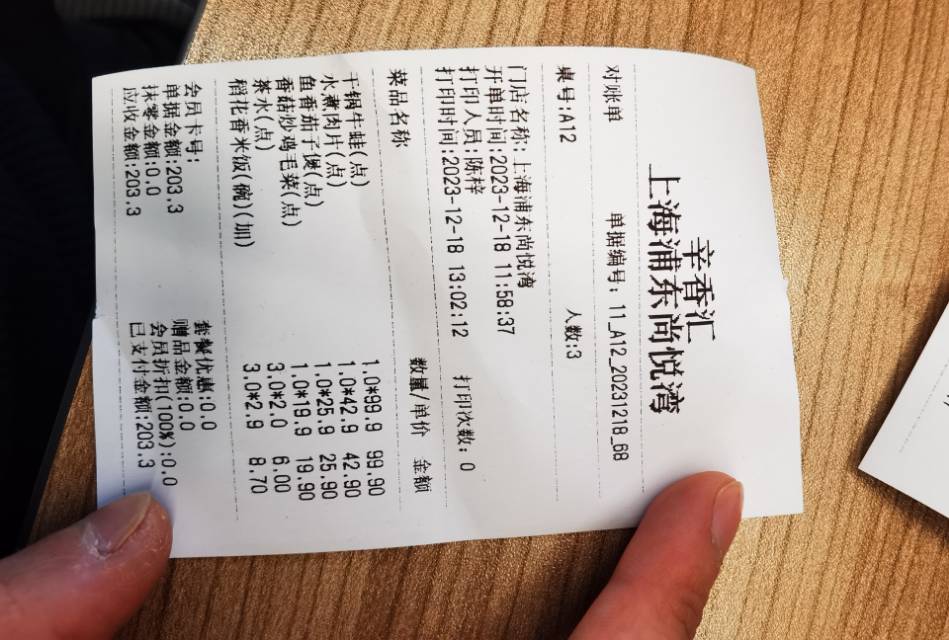 辛香汇
上海浦东尚悦湾
对账单 单据编号: 11_A12_20231218_68
桌号:A12 人数:3
门店名称:上海浦东尚悦湾
开单时间:2023-12-18 11:58:37
打印人员:陈梓
打印时间:2023-12-18 13:02:12 打印次数: 0
菜品名称 数量/单价 金额
干锅牛蛙(点) 1.0*99.9 99.90
水煮肉片(点) 1.0*42.9 42.90
鱼香茄子煲(点) 1.0*25.9 25.90
香菇炒鸡毛菜(点) 1.0*19.9 19.90
茶水(点) 3.0*2.0 6.00
稻花香米饭(碗)(加) 3.0*2.9 8.70
会员卡号: 套餐优惠:0.0
单据金额:203.3 赠品金额:0.0
抹零金额:0.0 会员折扣(100%):0.0
应收金额:203.3 已支付金额:203.3